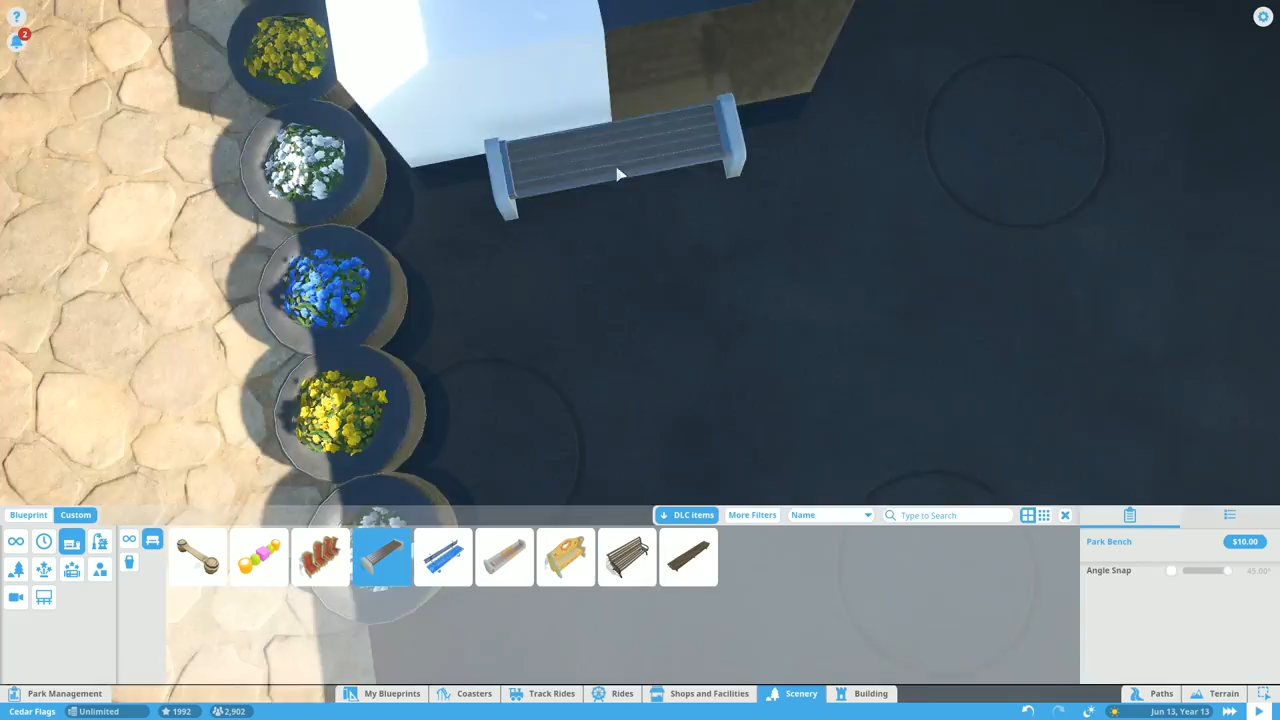 2
Blueprint
Custom
DLC items
More Filters
Name
Type to Search
Park Bench
$10.00
Angle Snap
45.00°
Park Management
My Blueprints
Coasters
Track Rides
Rides
Shops and Facilities
Scenery
Building
Paths
Terrain
Cedar Flags
Unlimited
1992
2,902
Jun 13, Year 13